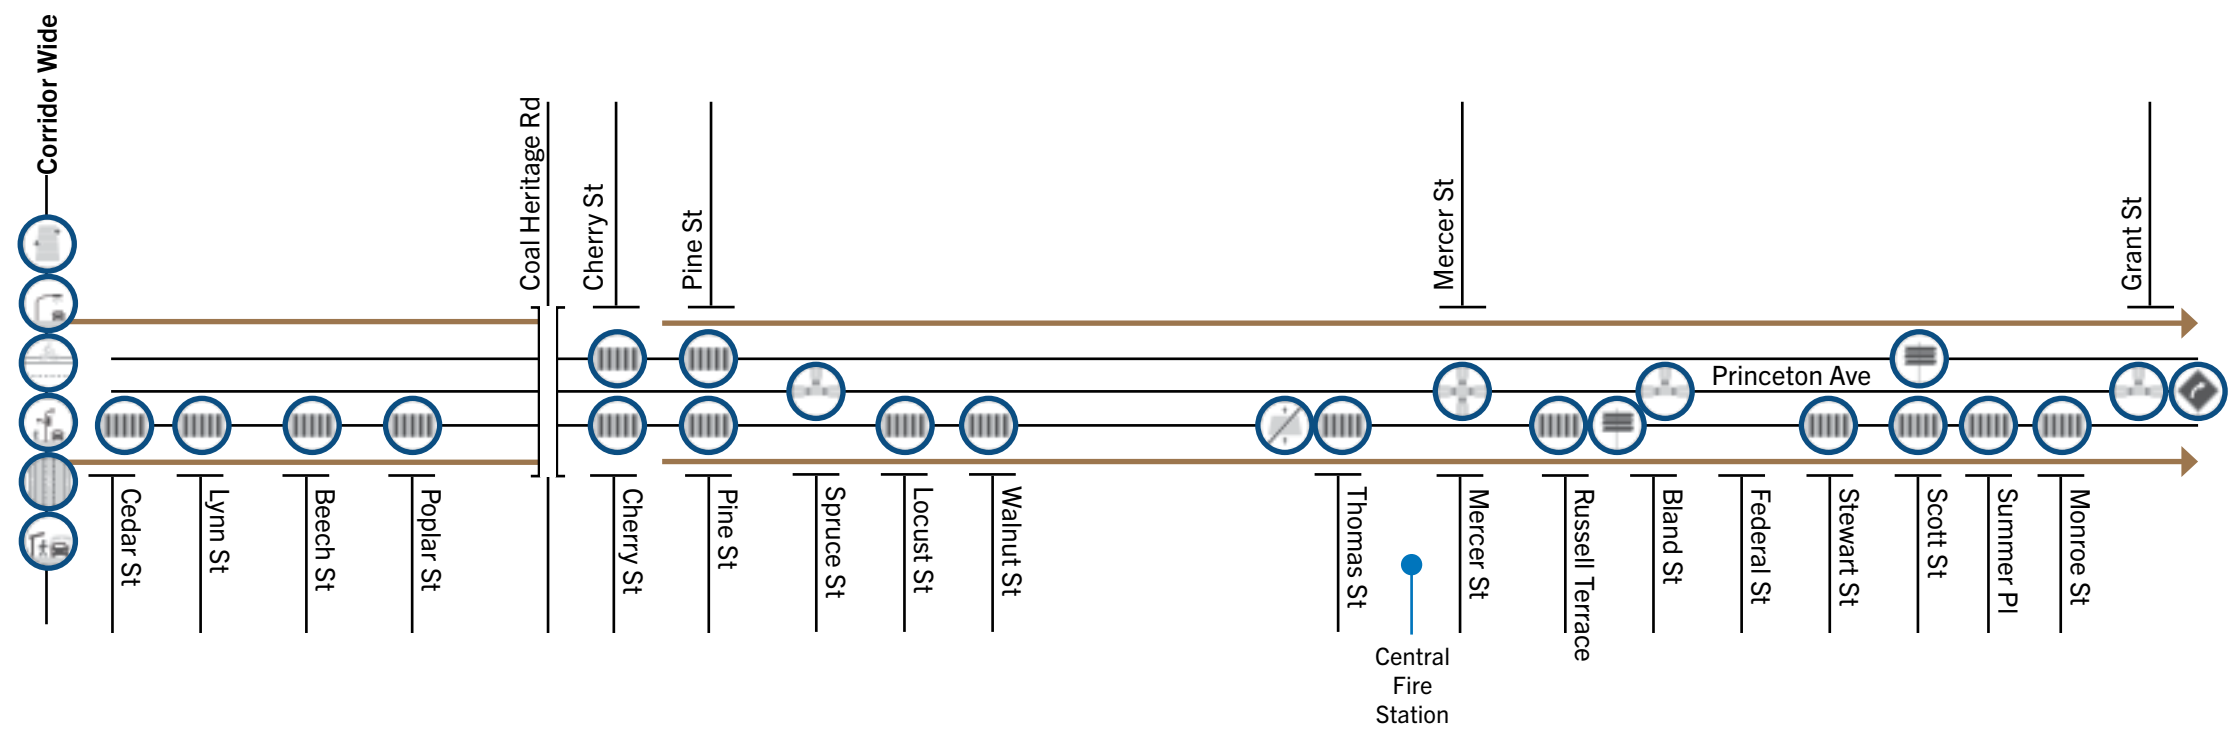 Corridor Wide
Coal Heritage Rd
Cherry St
Pine St
Mercer St
Grant St
Princeton Ave
Cedar St
Lynn St
Beech St
Poplar St
Cherry St
Pine St
Spruce St
Locust St
Walnut St
Thomas St
Mercer St
Russell Terrace
Bland St
Federal St
Stewart St
Scott St
Summer Pl
Monroe St
Central
Fire
Station